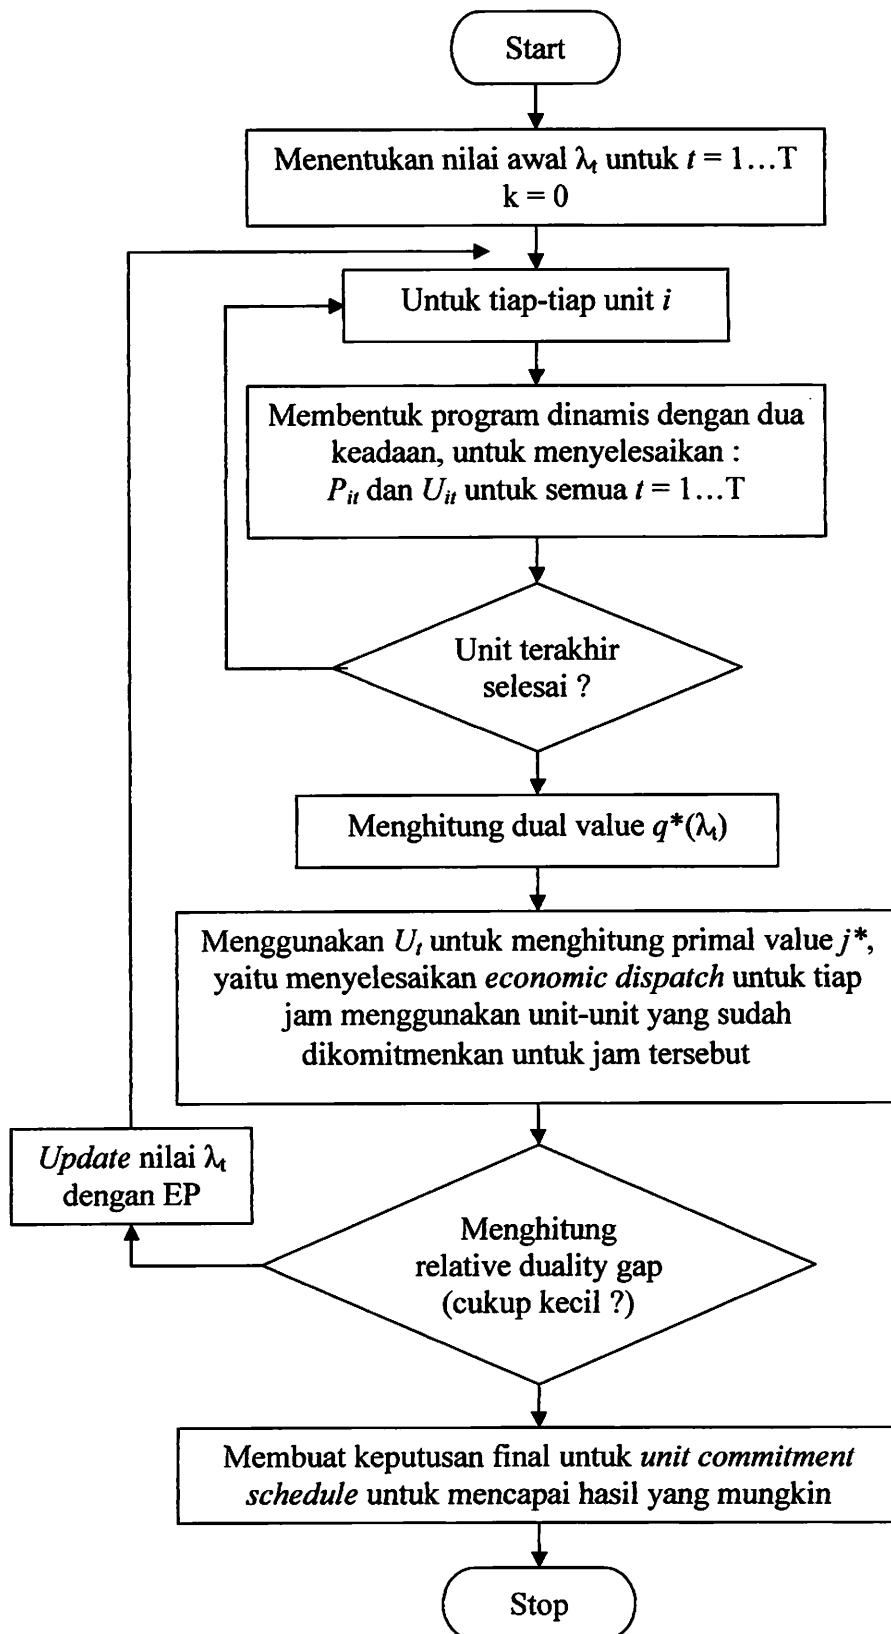 Start
Menentukan nilai awal λt untuk t = 1...T
k = 0
Untuk tiap-tiap unit i
Membentuk program dinamis dengan dua
keadaan, untuk menyelesaikan :
Pit dan Uit untuk semua t = 1...T
Unit terakhir
selesai ?
Menghitung dual value q*(λt)
Menggunakan Ut untuk menghitung primal value j*,
yaitu menyelesaikan economic dispatch untuk tiap
jam menggunakan unit-unit yang sudah
dikomitmenkan untuk jam tersebut
Update nilai λt
dengan EP
Menghitung
relative duality gap
(cukup kecil ?)
Membuat keputusan final untuk unit commitment
schedule untuk mencapai hasil yang mungkin
Stop